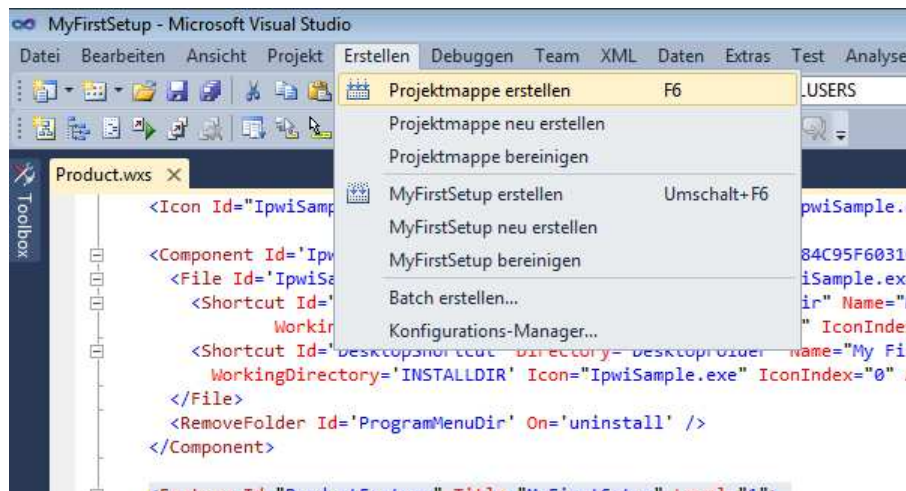 MyFirstSetup - Microsoft Visual Studio
Datei Bearbeiten Ansicht Projekt Erstellen Debuggen Team XML Daten Extras Test Analyse
Projektmappe erstellen F6
.USERS
Projektmappe neu erstellen
Projektmappe bereinigen
MyFirstSetup erstellen Umschalt+F6
MyFirstSetup neu erstellen
MyFirstSetup bereinigen
Batch erstellen...
Konfigurations-Manager...
Toolbox
Product.wxs
<Icon Id="IpwiSamp pwiSample.
<Component Id='Ipw 84C95F6031
<File Id='IpwiSa iSample.ex
<Shortcut Id=' ir" Name="
Workin " IconInde
<Shortcut Id='DesktopShortcut' Directory='DesktopFolder' Name="My Fi
WorkingDirectory='INSTALLDIR' Icon="IpwiSample.exe" IconIndex="0"
</File>
<RemoveFolder Id='ProgramMenuDir' On='uninstall' />
</Component>